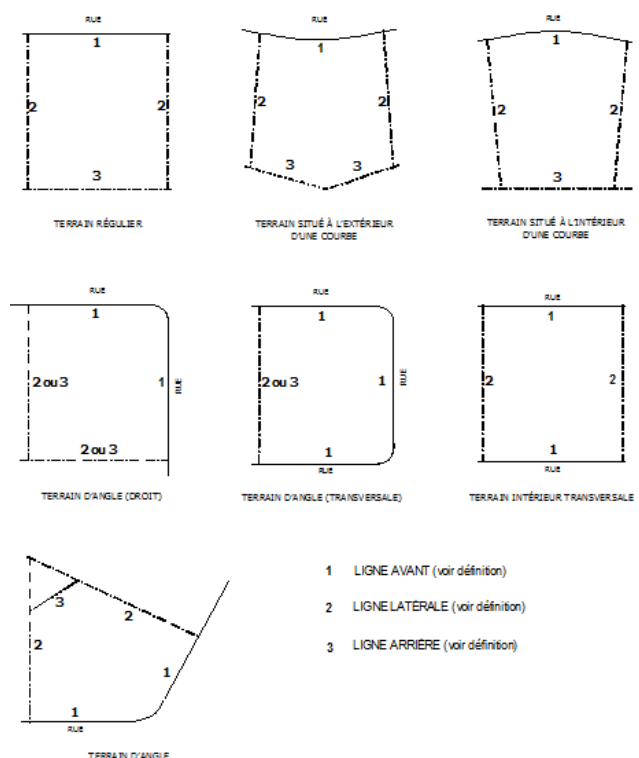 RUE RUE RUE
1 1 1
2 2 2 2 2 2
3 3 3 3
TERRAIN RÉGULIER
TERRAIN SITUÉ À L'EXTÉRIEUR
D'UNE COURBE
TERRAIN SITUÉ À L'INTÉRIEUR
D'UNE COURBE
RUE RUE RUE
1 1 1
2 ou 3 1 RUE 2 ou 3 1 RUE 2 2
2 ou 3 1 1
RUE RUE
TERRAIN D'ANGLE (DROIT)
TERRAIN D'ANGLE (TRANSVERSALE)
TERRAIN INTÉRIEUR TRANSVERSALE
3 2
2 1
1
RUE
TERRAIN D'ANGLE
1 LIGNE AVANT (voir définition)
2 LIGNE LATÉRALE (voir définition)
3 LIGNE ARRIÈRE (voir définition)